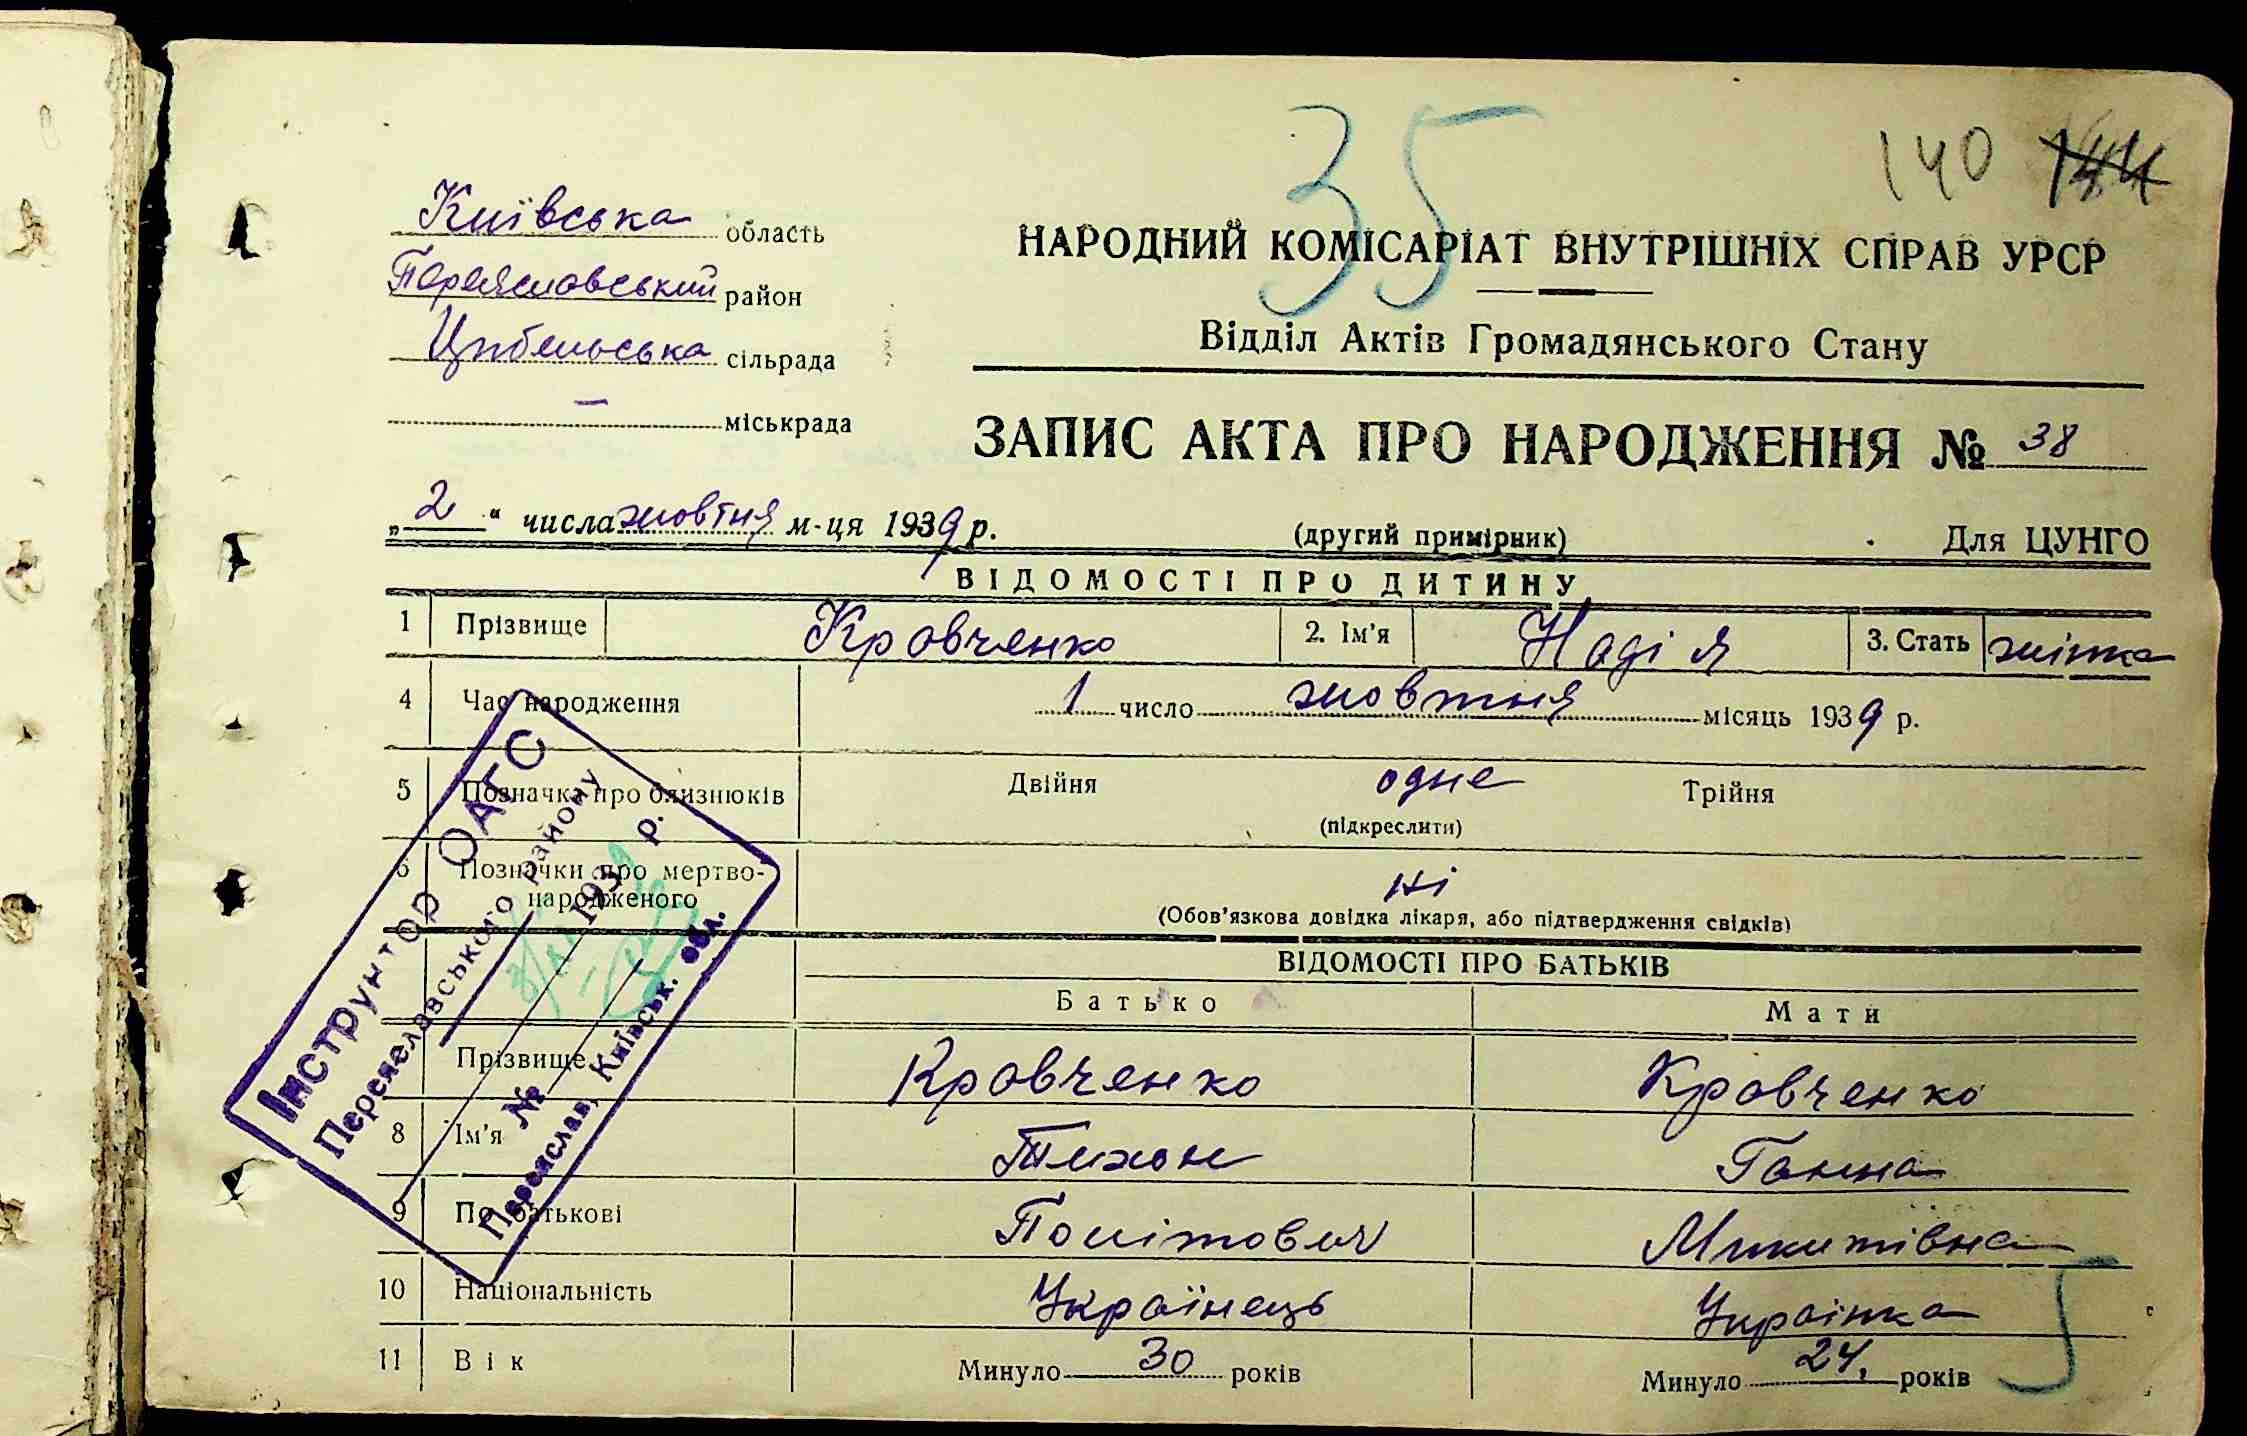 35
140 144
Київська область
Переяславський район
Цибельська сільрада
— міськрада
НАРОДНИЙ КОМІСАРІАТ ВНУТРІШНІХ СПРАВ УРСР
Відділ Актів Громадянського Стану
ЗАПИС АКТА ПРО НАРОДЖЕННЯ № 38
„2“ числа жовтня м-ця 1939 р. (другий примірник) Для ЦУНГО
ВІДОМОСТІ ПРО ДИТИНУ
1 Прізвище Кравченко 2. Ім'я Надія 3. Стать жінка
4 Час народження 1 число жовтня місяць 1939 р.
5 Позначка про близнюків Двійня одне Трійня
(підкреслити)
6 Позначки про мертвонародженого ні
(Обов'язкова довідка лікаря, або підтвердження свідків)
ВІДОМОСТІ ПРО БАТЬКІВ
Батько Мати
Прізвище Кравченко Кравченко
8 Ім'я Тихон Ганна
9 По батькові Микитівна
10 Національність Українець Українка
11 Вік Минуло 30 років Минуло 24 років
Інструктор ОАГС
Переяславського району
№ 1939 р.
Переяслав, Київськ. обл.
5